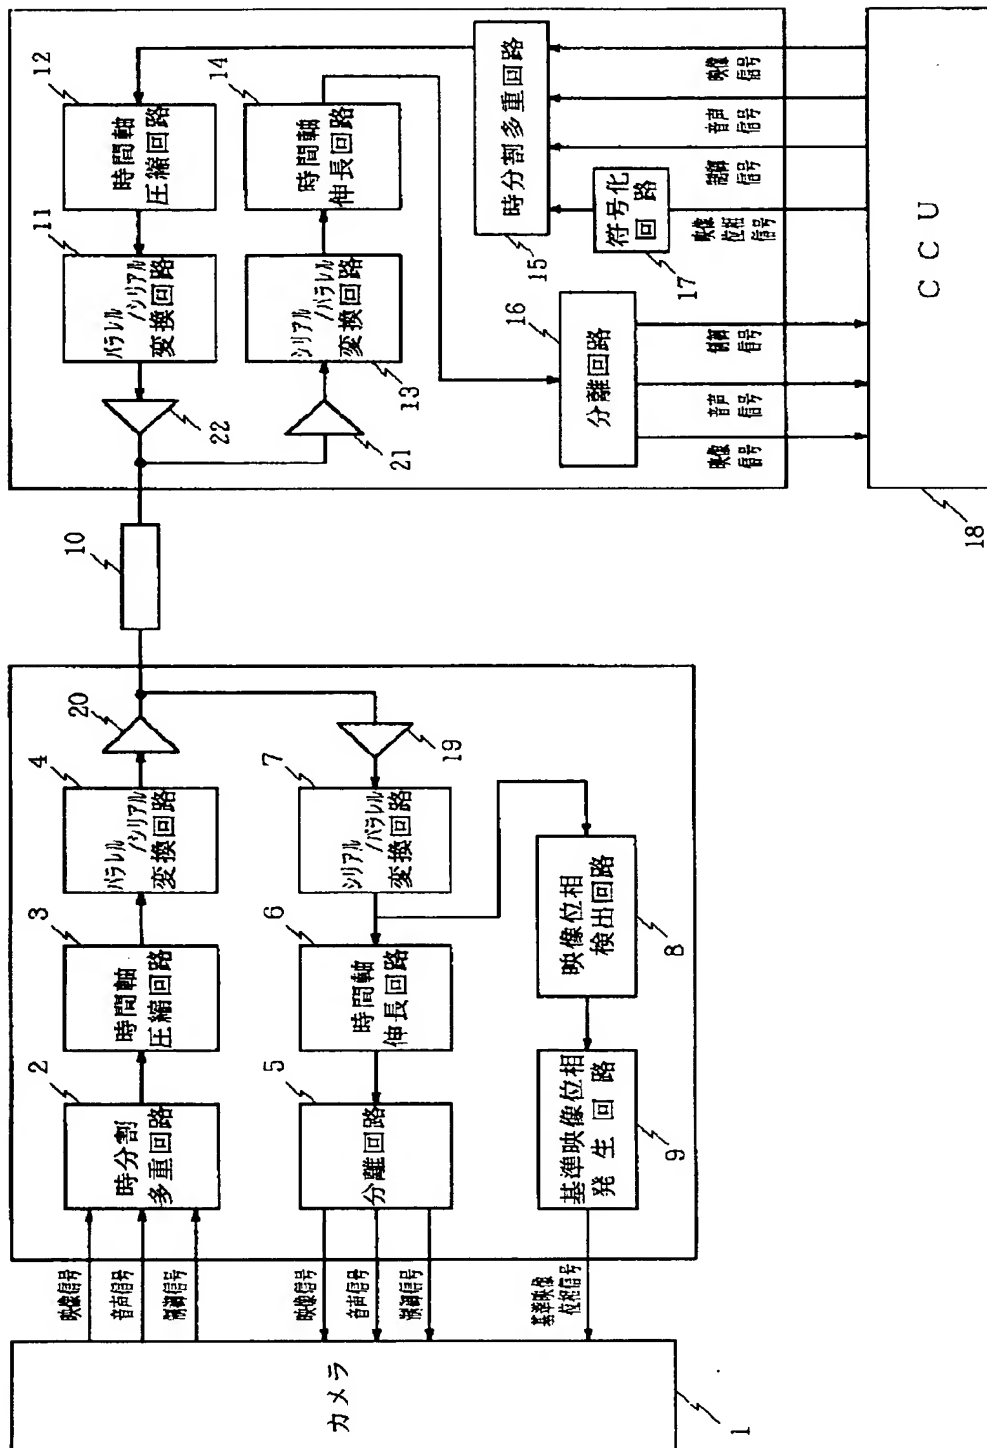 カメラ
1
映像信号
音声信号
制御信号
映像信号
音声信号
制御信号
基準映像
位相信号
2
時分割
多重回路
3
時間軸
圧縮回路
4
パラレル
/シリアル
変換回路
20
5
分離回路
6
時間軸
伸長回路
7
シリアル
/パラレル
変換回路
19
基準映像位相
発生回路
9
映像位相
検出回路
8
10
22
11
パラレル
/シリアル
変換回路
12
時間軸
圧縮回路
21
13
シリアル
/パラレル
変換回路
14
時間軸
伸長回路
16
分離回路
15
時分割多重回路
17
符号化
回路
映像
信号
音声
信号
制御
信号
映像
位相
信号
制御
信号
音声
信号
映像
信号
18
CCU